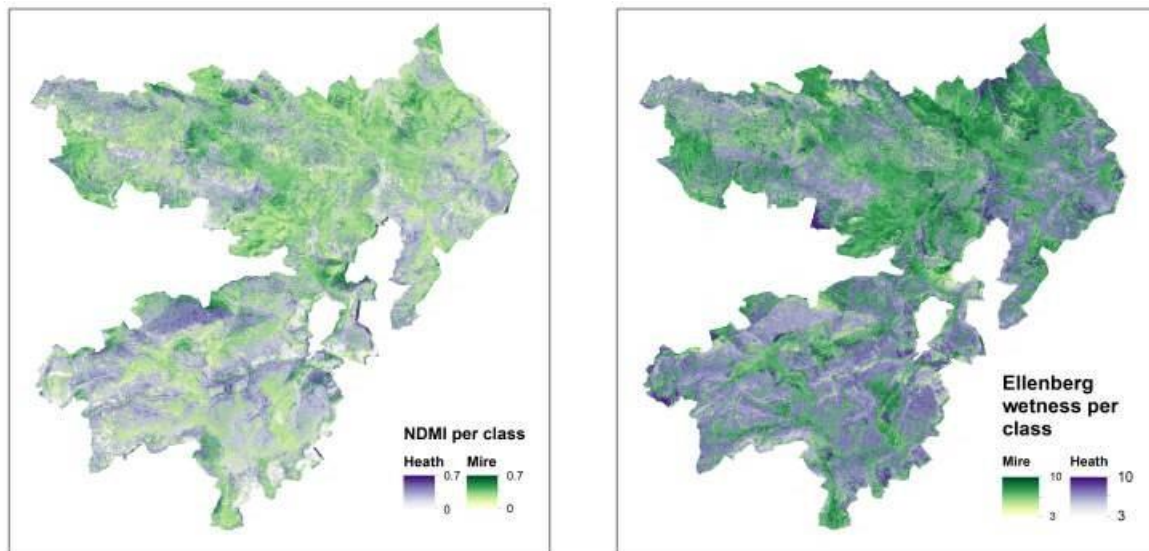 NDMI per class
Heath Mire
0.7 0.7
0 0
Ellenberg
wetness per
class
Mire Heath
10 10
3 3